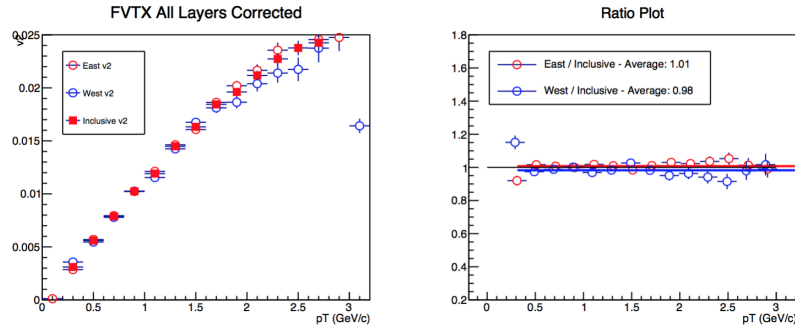 FVTX All Layers Corrected
v2
0.025
0.02
0.015
0.01
0.005
0
East v2
West v2
Inclusive v2
0 0.5 1 1.5 2 2.5 3
pT (GeV/c)
Ratio Plot
1.8
1.6
1.4
1.2
1.0
0.8
0.6
0.4
0.2
East / Inclusive - Average: 1.01
West / Inclusive - Average: 0.98
0 0.5 1 1.5 2 2.5 3
pT (GeV/c)